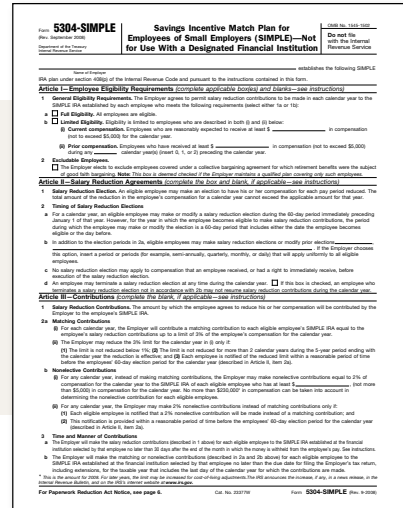 Form 5304-SIMPLE
(Rev. September 2008)
Department of the Treasury
Internal Revenue Service
Savings Incentive Match Plan for
Employees of Small Employers (SIMPLE)—Not
for Use With a Designated Financial Institution
OMB No. 1545-1502
Do not file
with the Internal
Revenue Service
establishes the following SIMPLE
Name of Employer
IRA plan under section 408(p) of the Internal Revenue Code and pursuant to the instructions contained in this form.
Article I—Employee Eligibility Requirements (complete applicable box(es) and blanks—see instructions)
1 General Eligibility Requirements. The Employer agrees to permit salary reduction contributions to be made in each calendar year to the
SIMPLE IRA established by each employee who meets the following requirements (select either 1a or 1b):
a Full Eligibility. All employees are eligible.
b Limited Eligibility. Eligibility is limited to employees who are described in both (i) and (ii) below:
(i) Current compensation. Employees who are reasonably expected to receive at least $ in compensation
(not to exceed $5,000) for the calendar year.
(ii) Prior compensation. Employees who have received at least $ in compensation (not to exceed $5,000)
during any calendar year(s) (insert 0, 1, or 2) preceding the calendar year.
2 Excludable Employees.
The Employer elects to exclude employees covered under a collective bargaining agreement for which retirement benefits were the subject
of good faith bargaining. Note: This box is deemed checked if the Employer maintains a qualified plan covering only such employees.
Article II—Salary Reduction Agreements (complete the box and blank, if applicable—see instructions)
1 Salary Reduction Election. An eligible employee may make an election to have his or her compensation for each pay period reduced. The
total amount of the reduction in the employee's compensation for a calendar year cannot exceed the applicable amount for that year.
2 Timing of Salary Reduction Elections
a For a calendar year, an eligible employee may make or modify a salary reduction election during the 60-day period immediately preceding
January 1 of that year. However, for the year in which the employee becomes eligible to make salary reduction contributions, the period
during which the employee may make or modify the election is a 60-day period that includes either the date the employee becomes
eligible or the day before.
b In addition to the election periods in 2a, eligible employees may make salary reduction elections or modify prior elections
. If the Employer chooses
this option, insert a period or periods (for example, semi-annually, quarterly, monthly, or daily) that will apply uniformly to all eligible
employees.
c No salary reduction election may apply to compensation that an employee received, or had a right to immediately receive, before
execution of the salary reduction election.
d An employee may terminate a salary reduction election at any time during the calendar year. If this box is checked, an employee who
terminates a salary reduction election not in accordance with 2b may not resume salary reduction contributions during the calendar year.
Article III—Contributions (complete the blank, if applicable—see instructions)
1 Salary Reduction Contributions. The amount by which the employee agrees to reduce his or her compensation will be contributed by the
Employer to the employee's SIMPLE IRA.
2a Matching Contributions
(i) For each calendar year, the Employer will contribute a matching contribution to each eligible employee's SIMPLE IRA equal to the
employee's salary reduction contributions up to a limit of 3% of the employee's compensation for the calendar year.
(ii) The Employer may reduce the 3% limit for the calendar year in (i) only if:
(1) The limit is not reduced below 1%; (2) The limit is not reduced for more than 2 calendar years during the 5-year period ending with
the calendar year the reduction is effective; and (3) Each employee is notified of the reduced limit within a reasonable period of time
before the employees' 60-day election period for the calendar year (described in Article II, item 2a).
b Nonelective Contributions
(i) For any calendar year, instead of making matching contributions, the Employer may make nonelective contributions equal to 2% of
compensation for the calendar year to the SIMPLE IRA of each eligible employee who has at least $ (not more
than $5,000) in compensation for the calendar year. No more than $230,000* in compensation can be taken into account in
determining the nonelective contribution for each eligible employee.
(ii) For any calendar year, the Employer may make 2% nonelective contributions instead of matching contributions only if:
(1) Each eligible employee is notified that a 2% nonelective contribution will be made instead of a matching contribution; and
(2) This notification is provided within a reasonable period of time before the employees' 60-day election period for the calendar year
(described in Article II, item 2a).
3 Time and Manner of Contributions
a The Employer will make the salary reduction contributions (described in 1 above) for each eligible employee to the SIMPLE IRA established at the financial
institution selected by that employee no later than 30 days after the end of the month in which the money is withheld from the employee's pay. See instructions.
b The Employer will make the matching or nonelective contributions (described in 2a and 2b above) for each eligible employee to the
SIMPLE IRA established at the financial institution selected by that employee no later than the due date for filing the Employer's tax return,
including extensions, for the taxable year that includes the last day of the calendar year for which the contributions are made.
* This is the amount for 2008. For later years, the limit may be increased for cost-of-living adjustments. The IRS announces the increase, if any, in a news release, in the
Internal Revenue Bulletin, and on the IRS's internet website at www.irs.gov.
For Paperwork Reduction Act Notice, see page 6.
Cat. No. 23377W
Form 5304-SIMPLE (Rev. 9-2008)